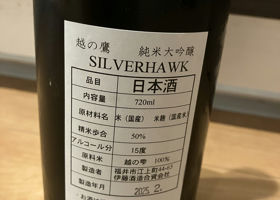 越の鷹 純米大吟醸
SILVERHAWK
品目 日本酒
内容量 720ml
原材料名 米(国産) 米麹(国産米)
精米歩合 50%
アルコール分 15度
原料米 越の雫 100%
製造者 福井市江上町44-65
伊藤酒造合資会社
製造年月 2025.2.